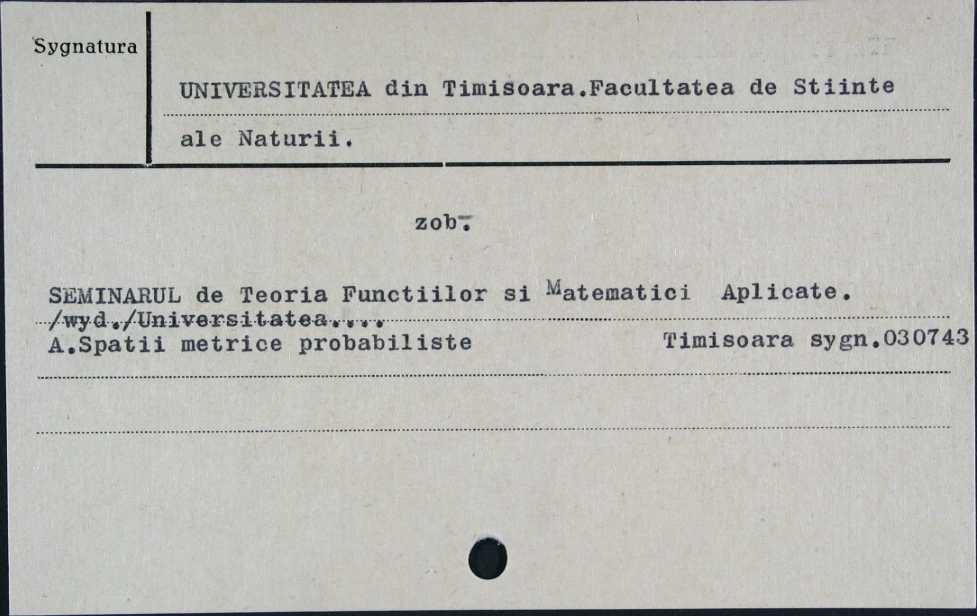 Sygnatura
UNIVERSITATEA din Timisoara.Facultatea de Stiinte
ale Naturii.
zob.
SEMINARUL de Teoria Functiilor si Matematici Aplicate.
/wyd./Universitatea....
A.Spatii metrice probabiliste Timisoara sygn.030743